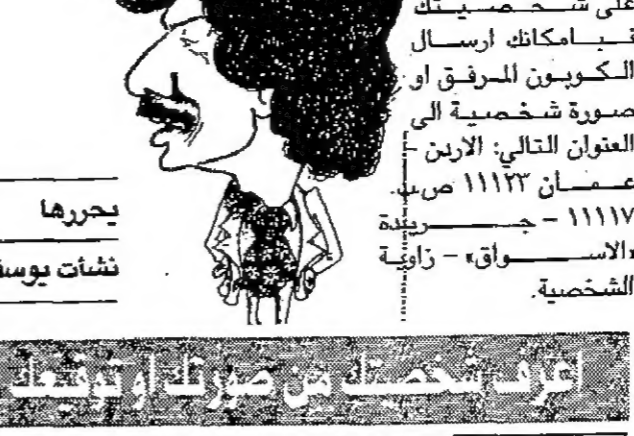 على شخصيتك
فبامكانك ارسال
الكوبون المرفق او
صورة شخصية الى
العنوان التالي: الاردن -
عمان ١١١٢٣ ص.ب.
١١١١٧ - جريدة
«الاسواق» - زاوية
الشخصية.
يحررها
نشأت يوسف
اعرف شخصيتك من صورتك او توقيعك